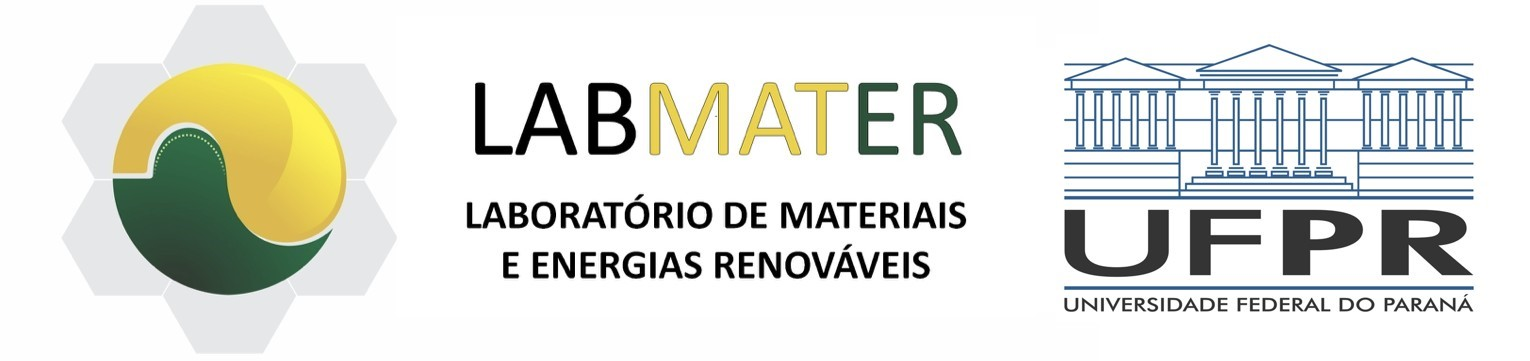 LABMATER
LABORATÓRIO DE MATERIAIS
E ENERGIAS RENOVÁVEIS
UFPR
UNIVERSIDADE FEDERAL DO PARANÁ